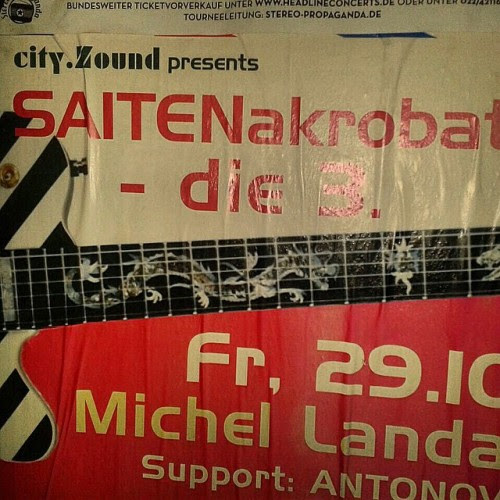 BUNDESWEITER TICKETVORVERKAUF UNTER WWW.HEADLINECONCERTS.DE ODER UNTER
TOURNEELEITUNG: STEREO-PROPAGANDA.DE
city.Zound presents
SAITENakrobat
- die 3.
Fr, 29.10
Michel Landa
Support: ANTONOV